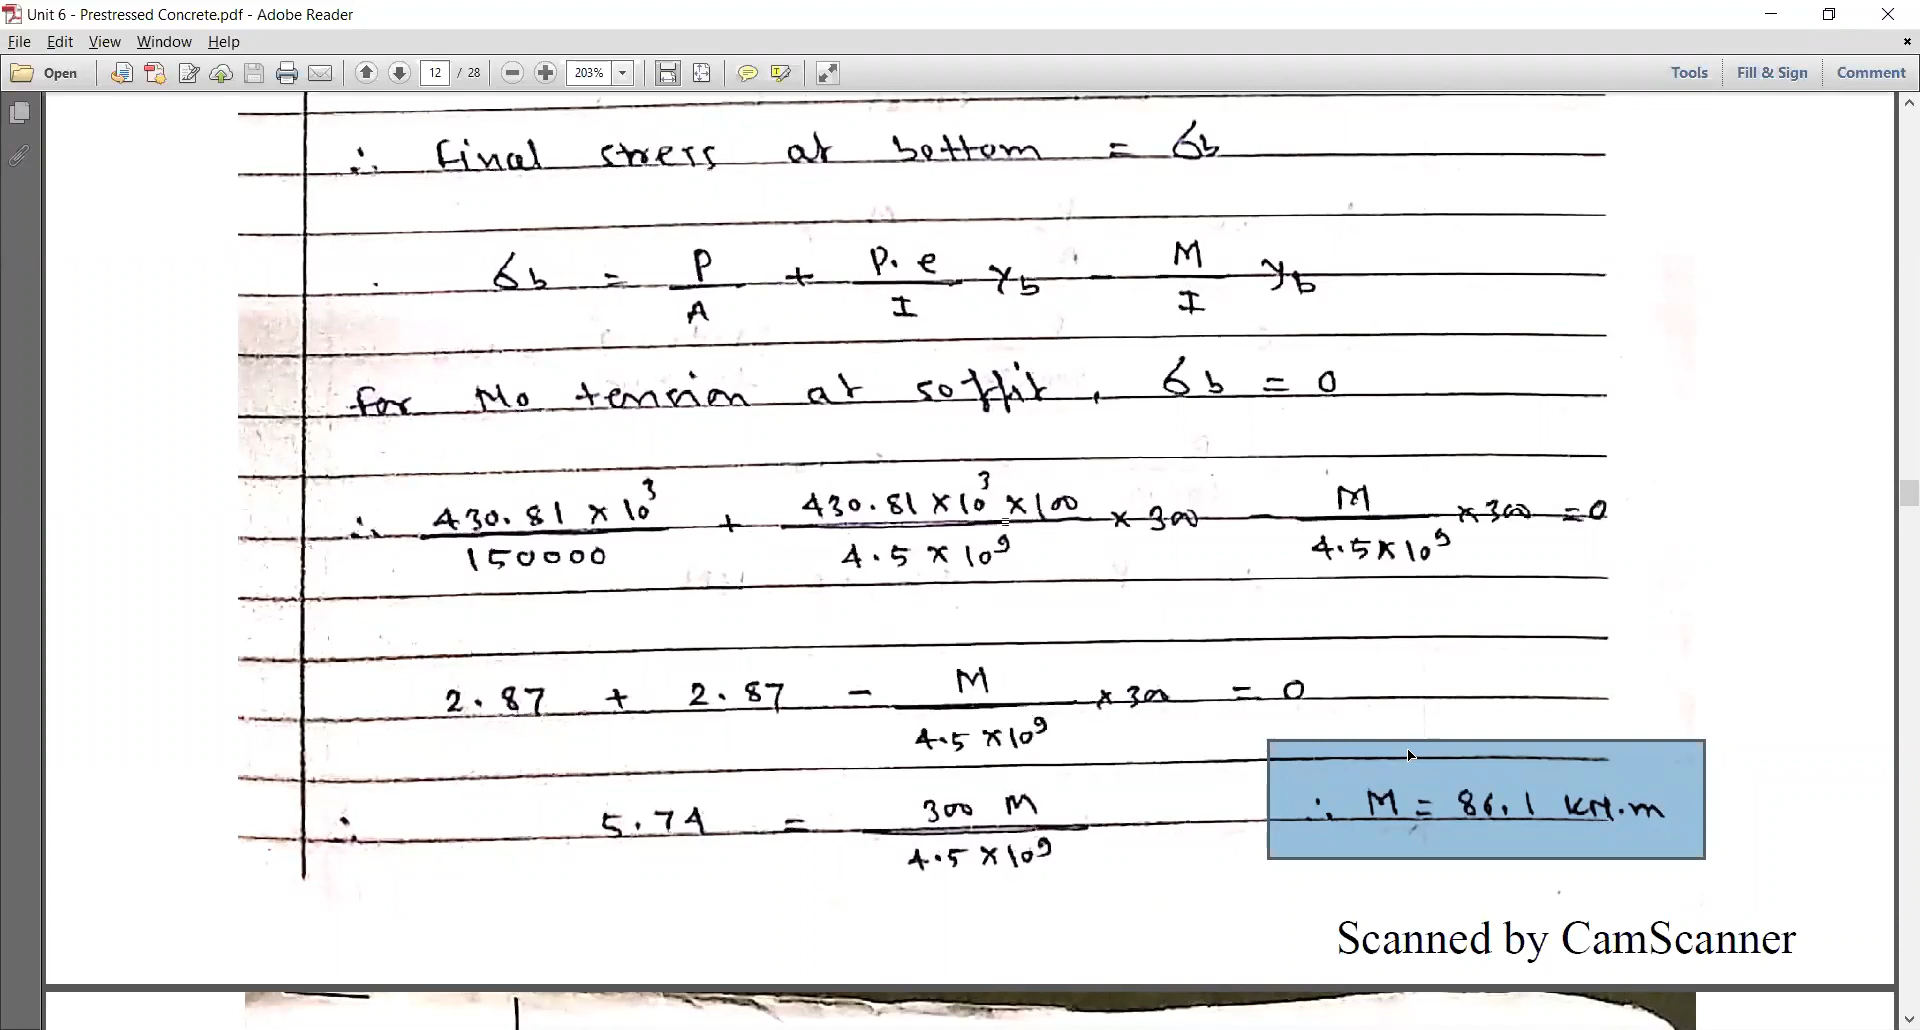 Unit 6 - Prestressed Concrete.pdf - Adobe Reader
File Edit View Window Help
Open 12 / 28 203% Tools Fill & Sign Comment
∴ Final stress at bottom = σb
σb = P/A + P.e/I yb - M/I yb
for No tension at soffit, σb = 0
∴ 430.81 × 10³/150000 + 430.81 × 10³ × 100/4.5 × 10⁹ × 300 - M/4.5 × 10⁹ × 300 = 0
2.87 + 2.87 - M/4.5 × 10⁹ × 300 = 0
∴ 5.74 = 300 M/4.5 × 10⁹ ∴ M = 86.1 KN.m
Scanned by CamScanner